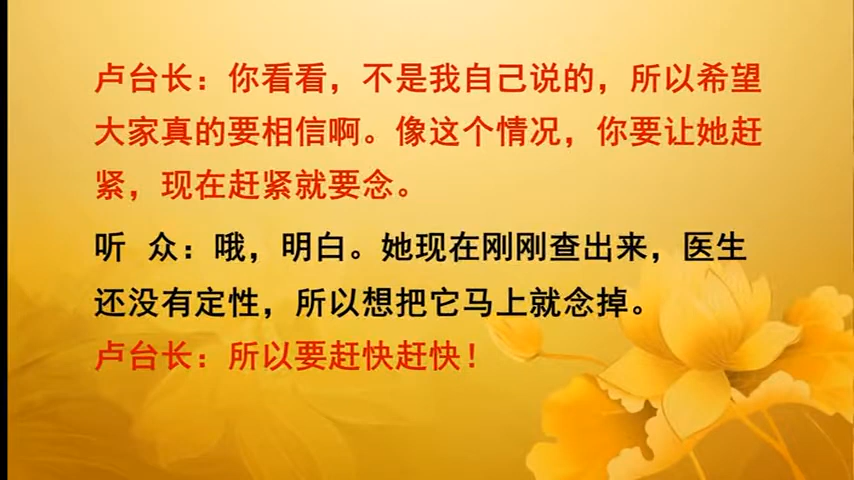 卢台长：你看看，不是我自己说的，所以希望
大家真的要相信啊。像这个情况，你要让她赶
紧，现在赶紧就要念。
听 众：哦，明白。她现在刚刚查出来，医生
还没有定性，所以想把它马上就念掉。
卢台长：所以要赶快赶快！